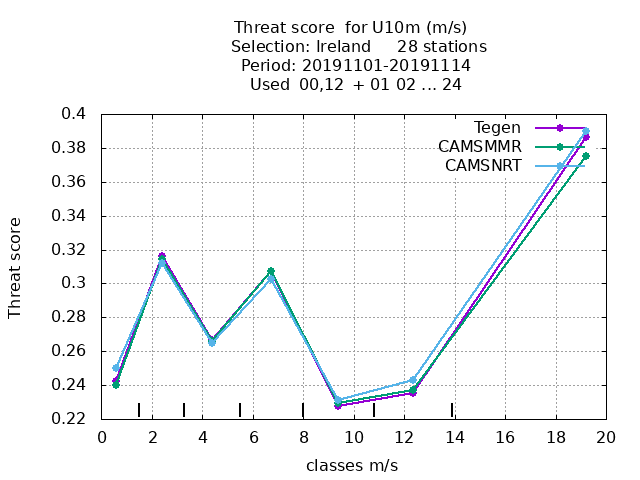 Threat score  for U10m (m/s)
Selection: Ireland     28 stations
Period: 20191101-20191114
Used  00,12  + 01 02 ... 24
Tegen
CAMSMMR
CAMSNRT
Threat score
0.4
0.38
0.36
0.34
0.32
0.3
0.28
0.26
0.24
0.22
0 2 4 6 8 10 12 14 16 18 20
classes m/s